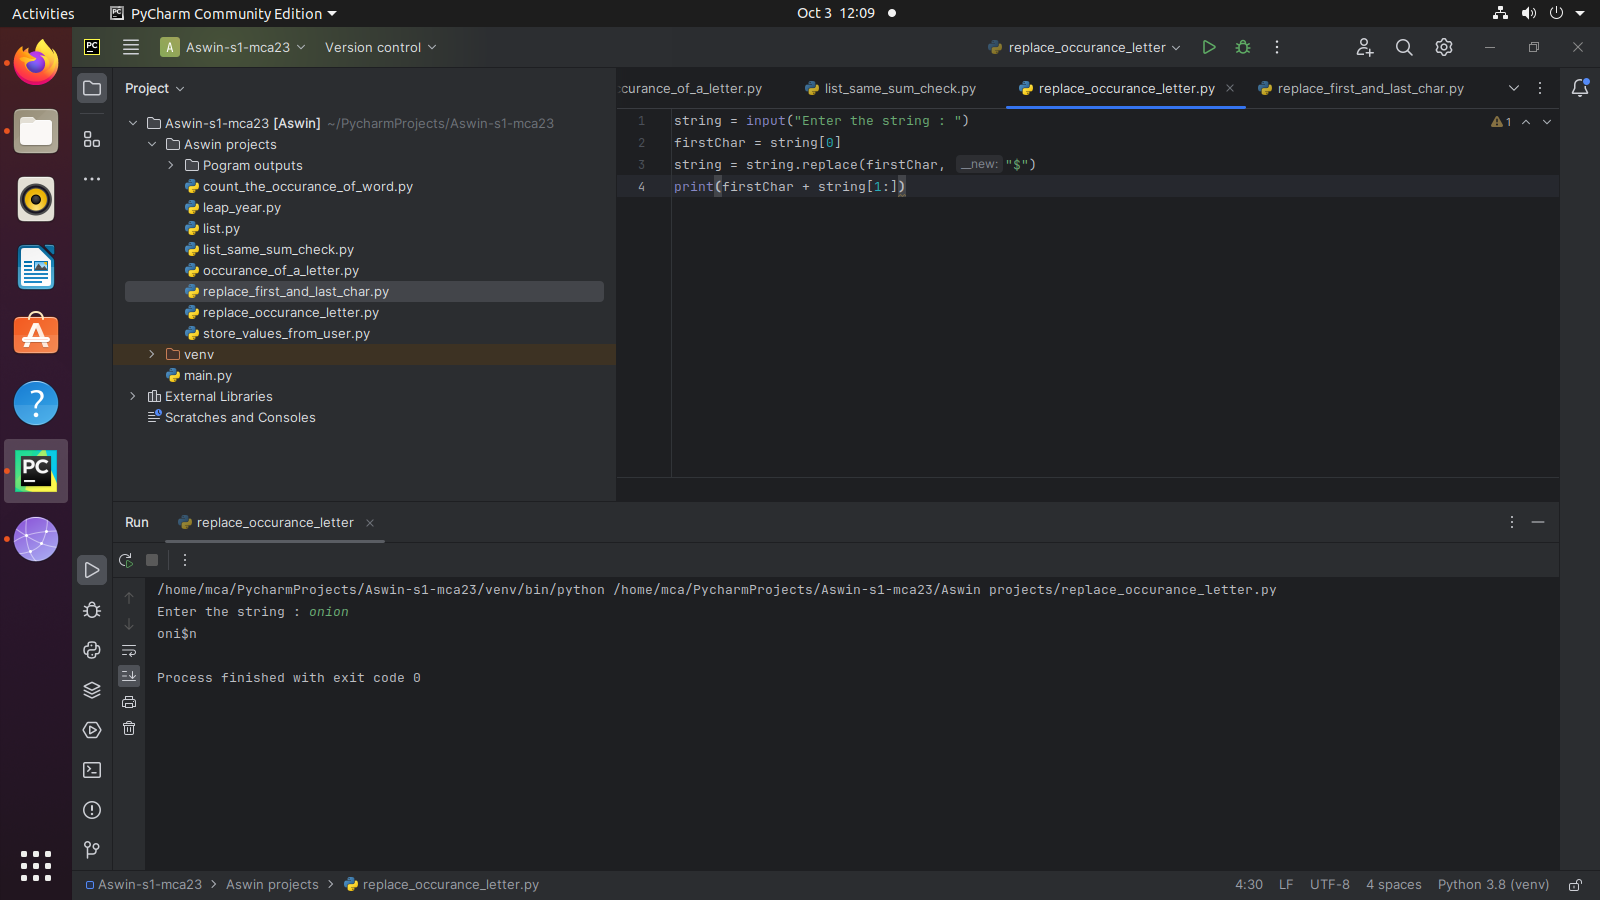 Activities
PyCharm Community Edition
Oct 3 12:09
PC
A Aswin-s1-mca23
Version control
replace_occurance_letter
Project
ccurance_of_a_letter.py
list_same_sum_check.py
replace_occurance_letter.py
replace_first_and_last_char.py
Aswin-s1-mca23 [Aswin] ~/PycharmProjects/Aswin-s1-mca23
Aswin projects
Pogram outputs
count_the_occurance_of_word.py
leap_year.py
list.py
list_same_sum_check.py
occurance_of_a_letter.py
replace_first_and_last_char.py
replace_occurance_letter.py
store_values_from_user.py
venv
main.py
External Libraries
Scratches and Consoles
1 string = input("Enter the string : ")
2 firstChar = string[0]
3 string = string.replace(firstChar, __new: "$")
4 print(firstChar + string[1:])
1
PC
Run
replace_occurance_letter
/home/mca/PycharmProjects/Aswin-s1-mca23/venv/bin/python /home/mca/PycharmProjects/Aswin-s1-mca23/Aswin projects/replace_occurance_letter.py
Enter the string : onion
oni$n
Process finished with exit code 0
Aswin-s1-mca23 > Aswin projects > replace_occurance_letter.py
4:30 LF UTF-8 4 spaces Python 3.8 (venv)